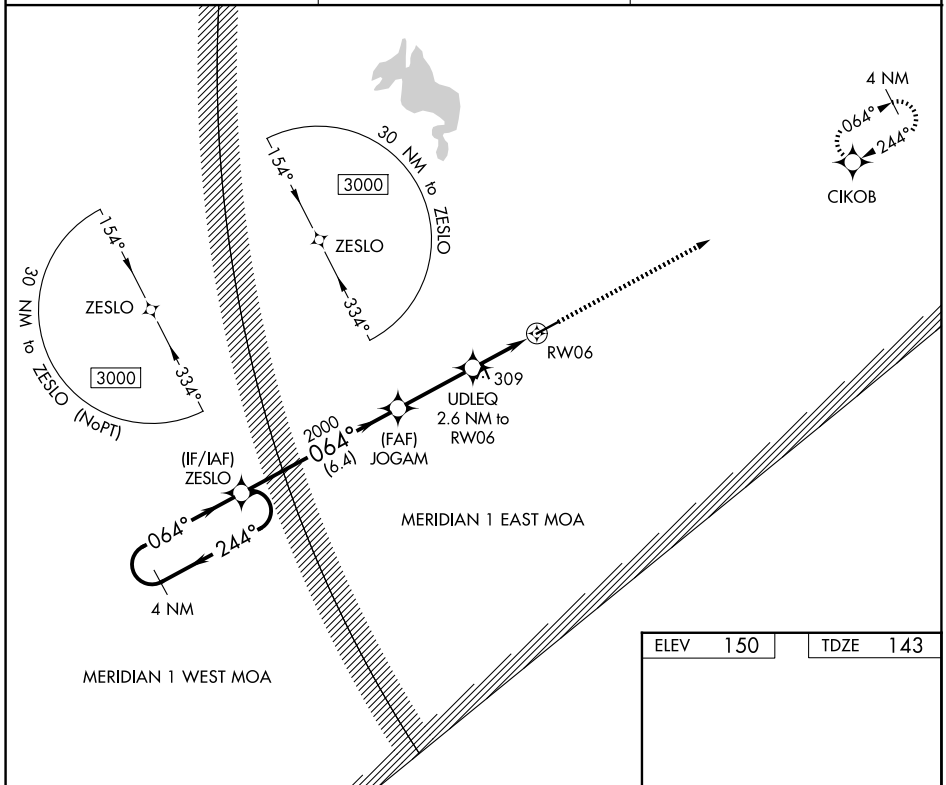 4 NM
064°
244°
CIKOB
30 NM to ZESLO
154°
3000
ZESLO
334°
154°
ZESLO
30 NM to ZESLO (NoPT)
3000
334°
RW06
309
UDLEQ
2.6 NM to
RW06
(FAF)
JOGAM
2000
064°
(6.4)
(IF/IAF)
ZESLO
064°
244°
4 NM
MERIDIAN 1 EAST MOA
MERIDIAN 1 WEST MOA
ELEV 150
TDZE 143